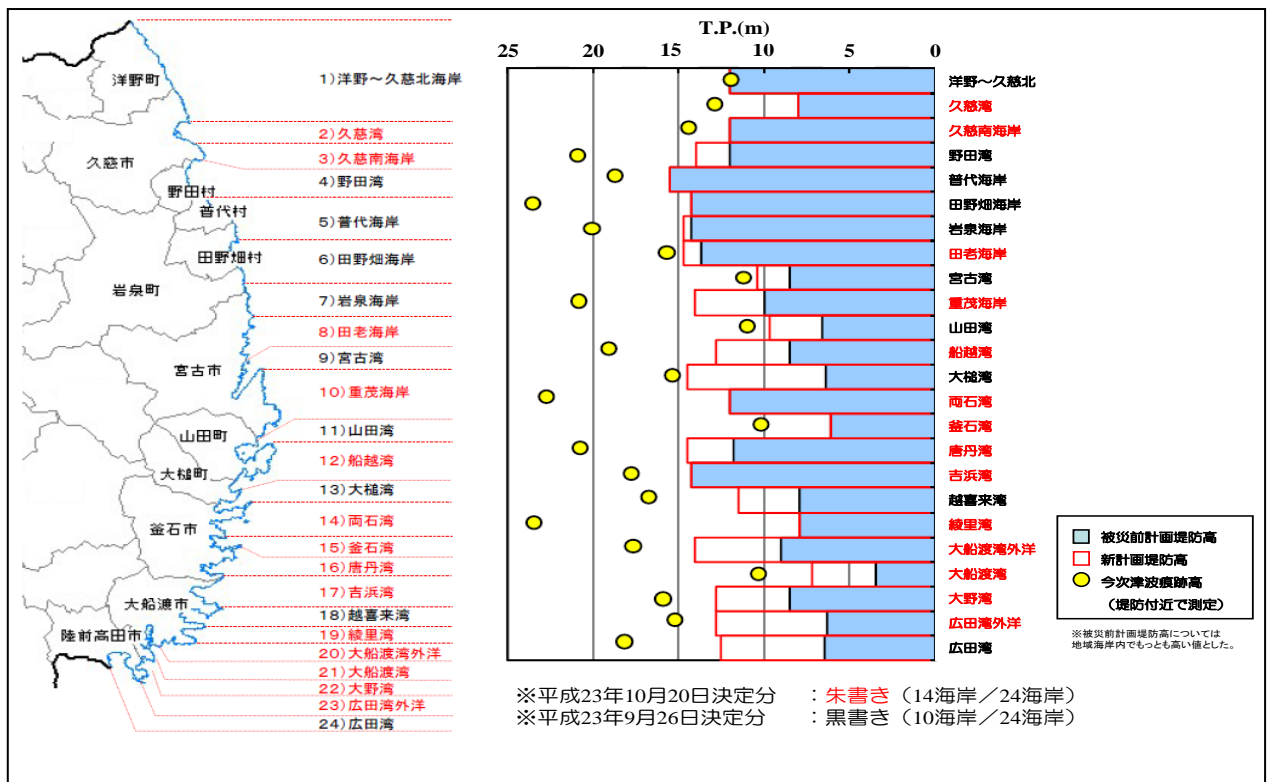 洋野町
久慈市
野田村
普代村
田野畑村
岩泉町
宮古市
山田町
大槌町
釜石市
大船渡市
陸前高田市
1)洋野～久慈北海岸
2)久慈湾
3)久慈南海岸
4)野田湾
5)普代海岸
6)田野畑海岸
7)岩泉海岸
8)田老海岸
9)宮古湾
10)重茂海岸
11)山田湾
12)船越湾
13)大槌湾
14)両石湾
15)釜石湾
16)唐丹湾
17)吉浜湾
18)越喜来湾
19)綾里湾
20)大船渡湾外洋
21)大船渡湾
22)大野湾
23)広田湾外洋
24)広田湾
T.P.(m)
25 20 15 10 5 0
洋野～久慈北
久慈湾
久慈南海岸
野田湾
普代海岸
田野畑海岸
岩泉海岸
田老海岸
宮古湾
重茂海岸
山田湾
船越湾
大槌湾
両石湾
釜石湾
唐丹湾
吉浜湾
越喜来湾
綾里湾
大船渡湾外洋
大船渡湾
大野湾
広田湾外洋
広田湾
被災前計画堤防高
新計画堤防高
今次津波痕跡高
(堤防付近で測定)
※被災前計画堤防高については
地域海岸内でもっとも高い値とした。
※平成23年10月20日決定分 ：朱書き（14海岸／24海岸）
※平成23年9月26日決定分 ：黒書き（10海岸／24海岸）